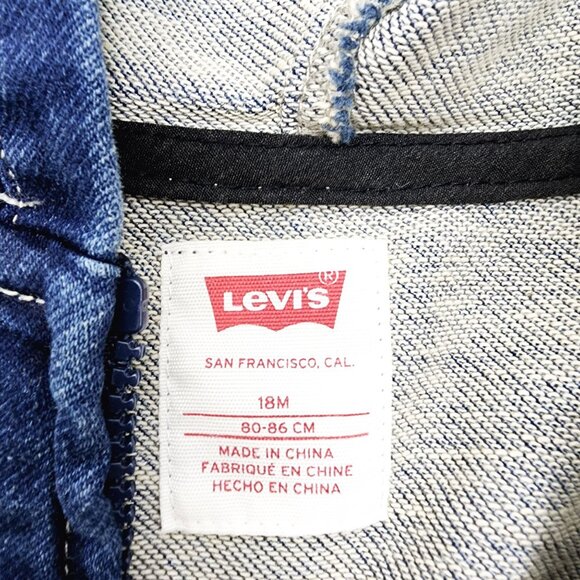 LEVI'S ®
SAN FRANCISCO, CAL.
18M
80-86 CM
MADE IN CHINA
FABRIQUÉ EN CHINE
HECHO EN CHINA